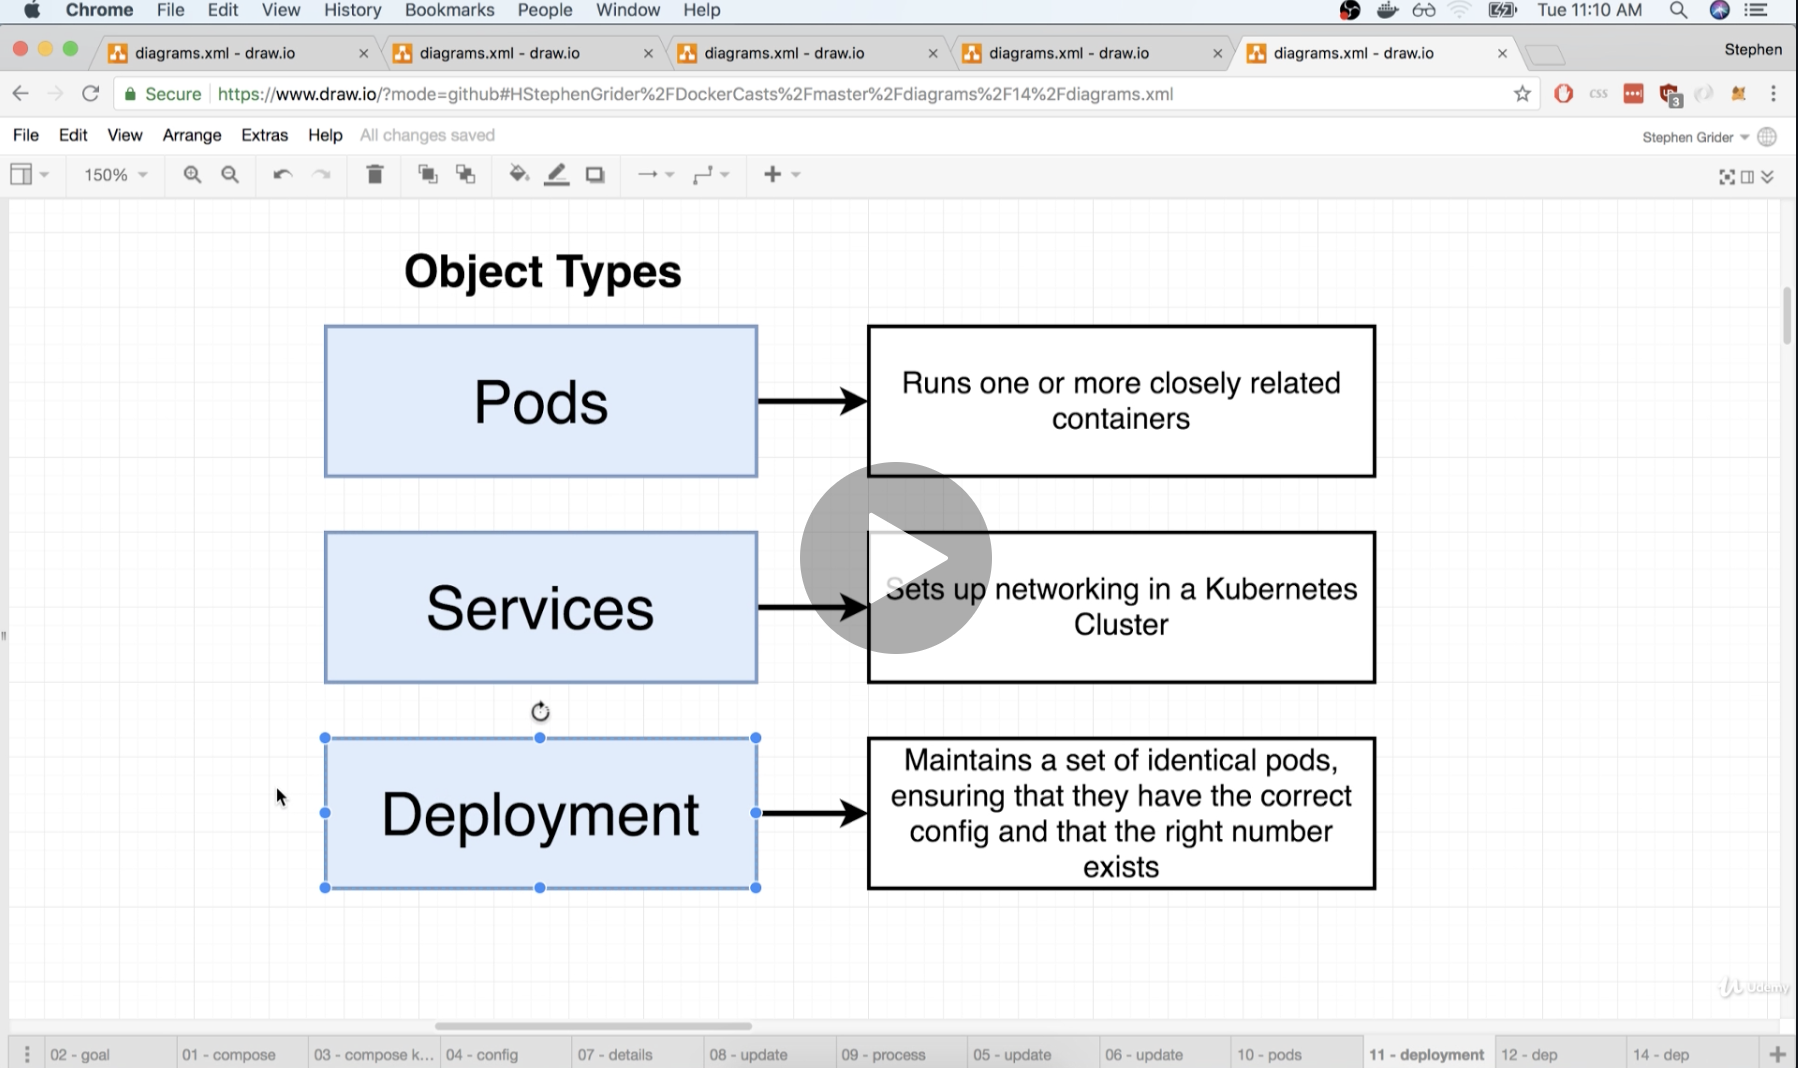 Chrome File Edit View History Bookmarks People Window Help Tue 11:10 AM
diagrams.xml - draw.io diagrams.xml - draw.io diagrams.xml - draw.io diagrams.xml - draw.io diagrams.xml - draw.io Stephen
Secure https://www.draw.io/?mode=github#HStephenGrider%2FDockerCasts%2Fmaster%2Fdiagrams%2F14%2Fdiagrams.xml css 3
File Edit View Arrange Extras Help All changes saved Stephen Grider
150%
Object Types
Pods
Runs one or more closely related
containers
Services
Sets up networking in a Kubernetes
Cluster
Deployment
Maintains a set of identical pods,
ensuring that they have the correct
config and that the right number
exists
Udemy
02 - goal 01 - compose 03 - compose k... 04 - config 07 - details 08 - update 09 - process 05 - update 06 - update 10 - pods 11 - deployment 12 - dep 14 - dep